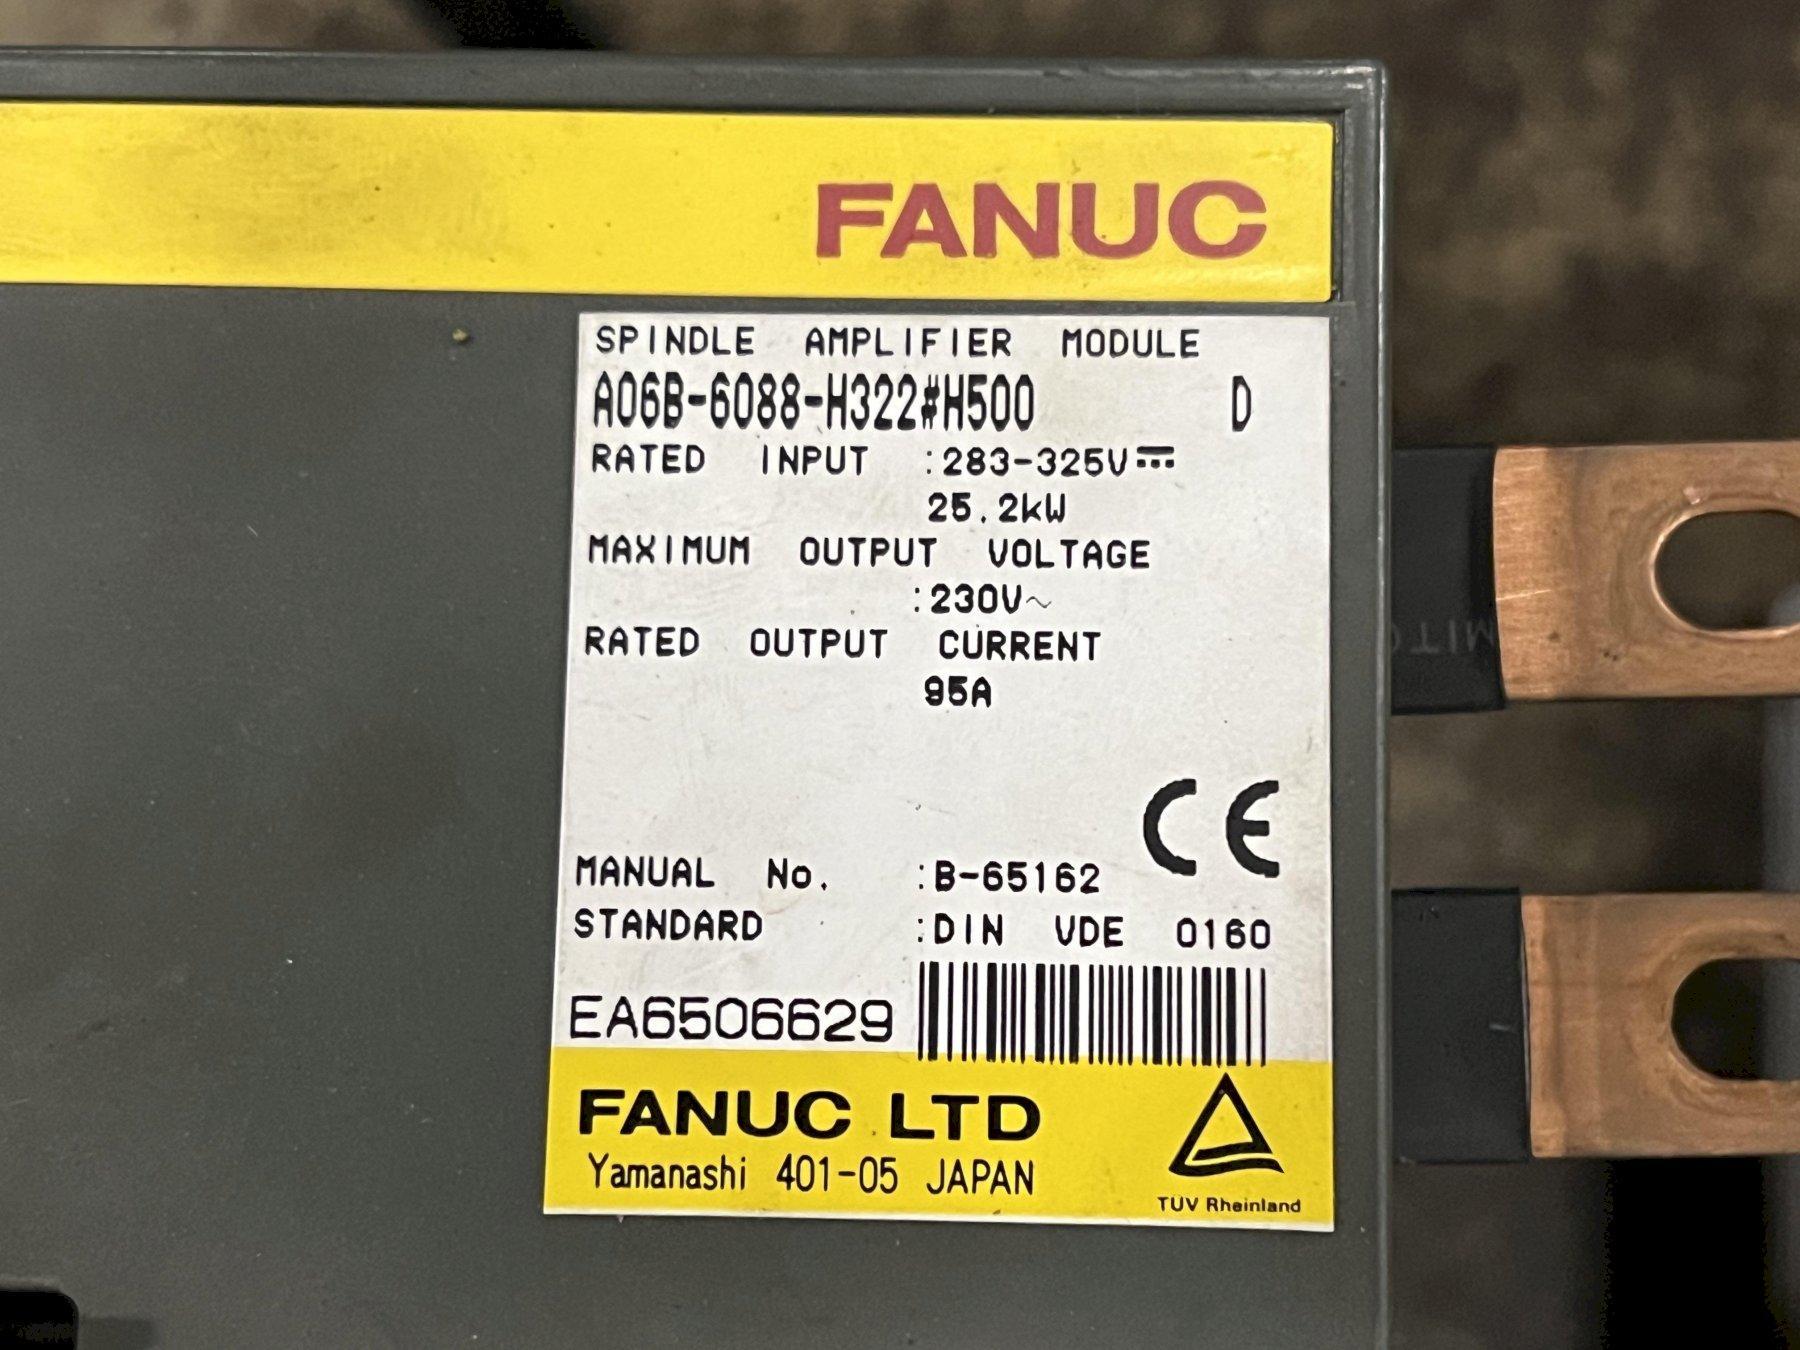 FANUC
SPINDLE AMPLIFIER MODULE
A06B-6088-H322#H500 D
RATED INPUT :283-325V⎓
25.2kW
MAXIMUM OUTPUT VOLTAGE
:230V~
RATED OUTPUT CURRENT
95A
CE
MANUAL No. :B-65162
STANDARD :DIN VDE 0160
EA6506629
FANUC LTD
Yamanashi 401-05 JAPAN
TUV Rheinland